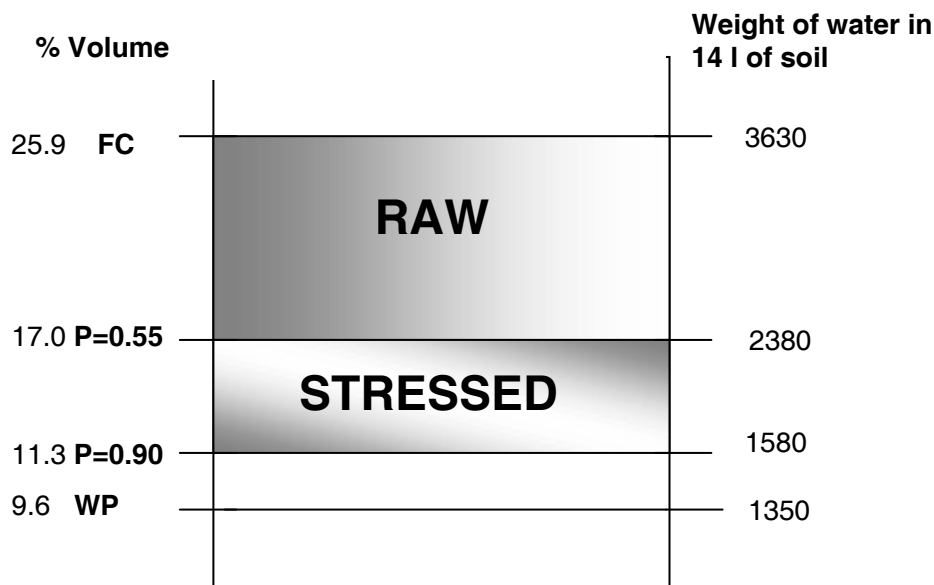 % Volume
Weight of water in
14 l of soil
25.9 FC
3630
RAW
17.0 P=0.55
2380
STRESSED
11.3 P=0.90
1580
9.6 WP
1350